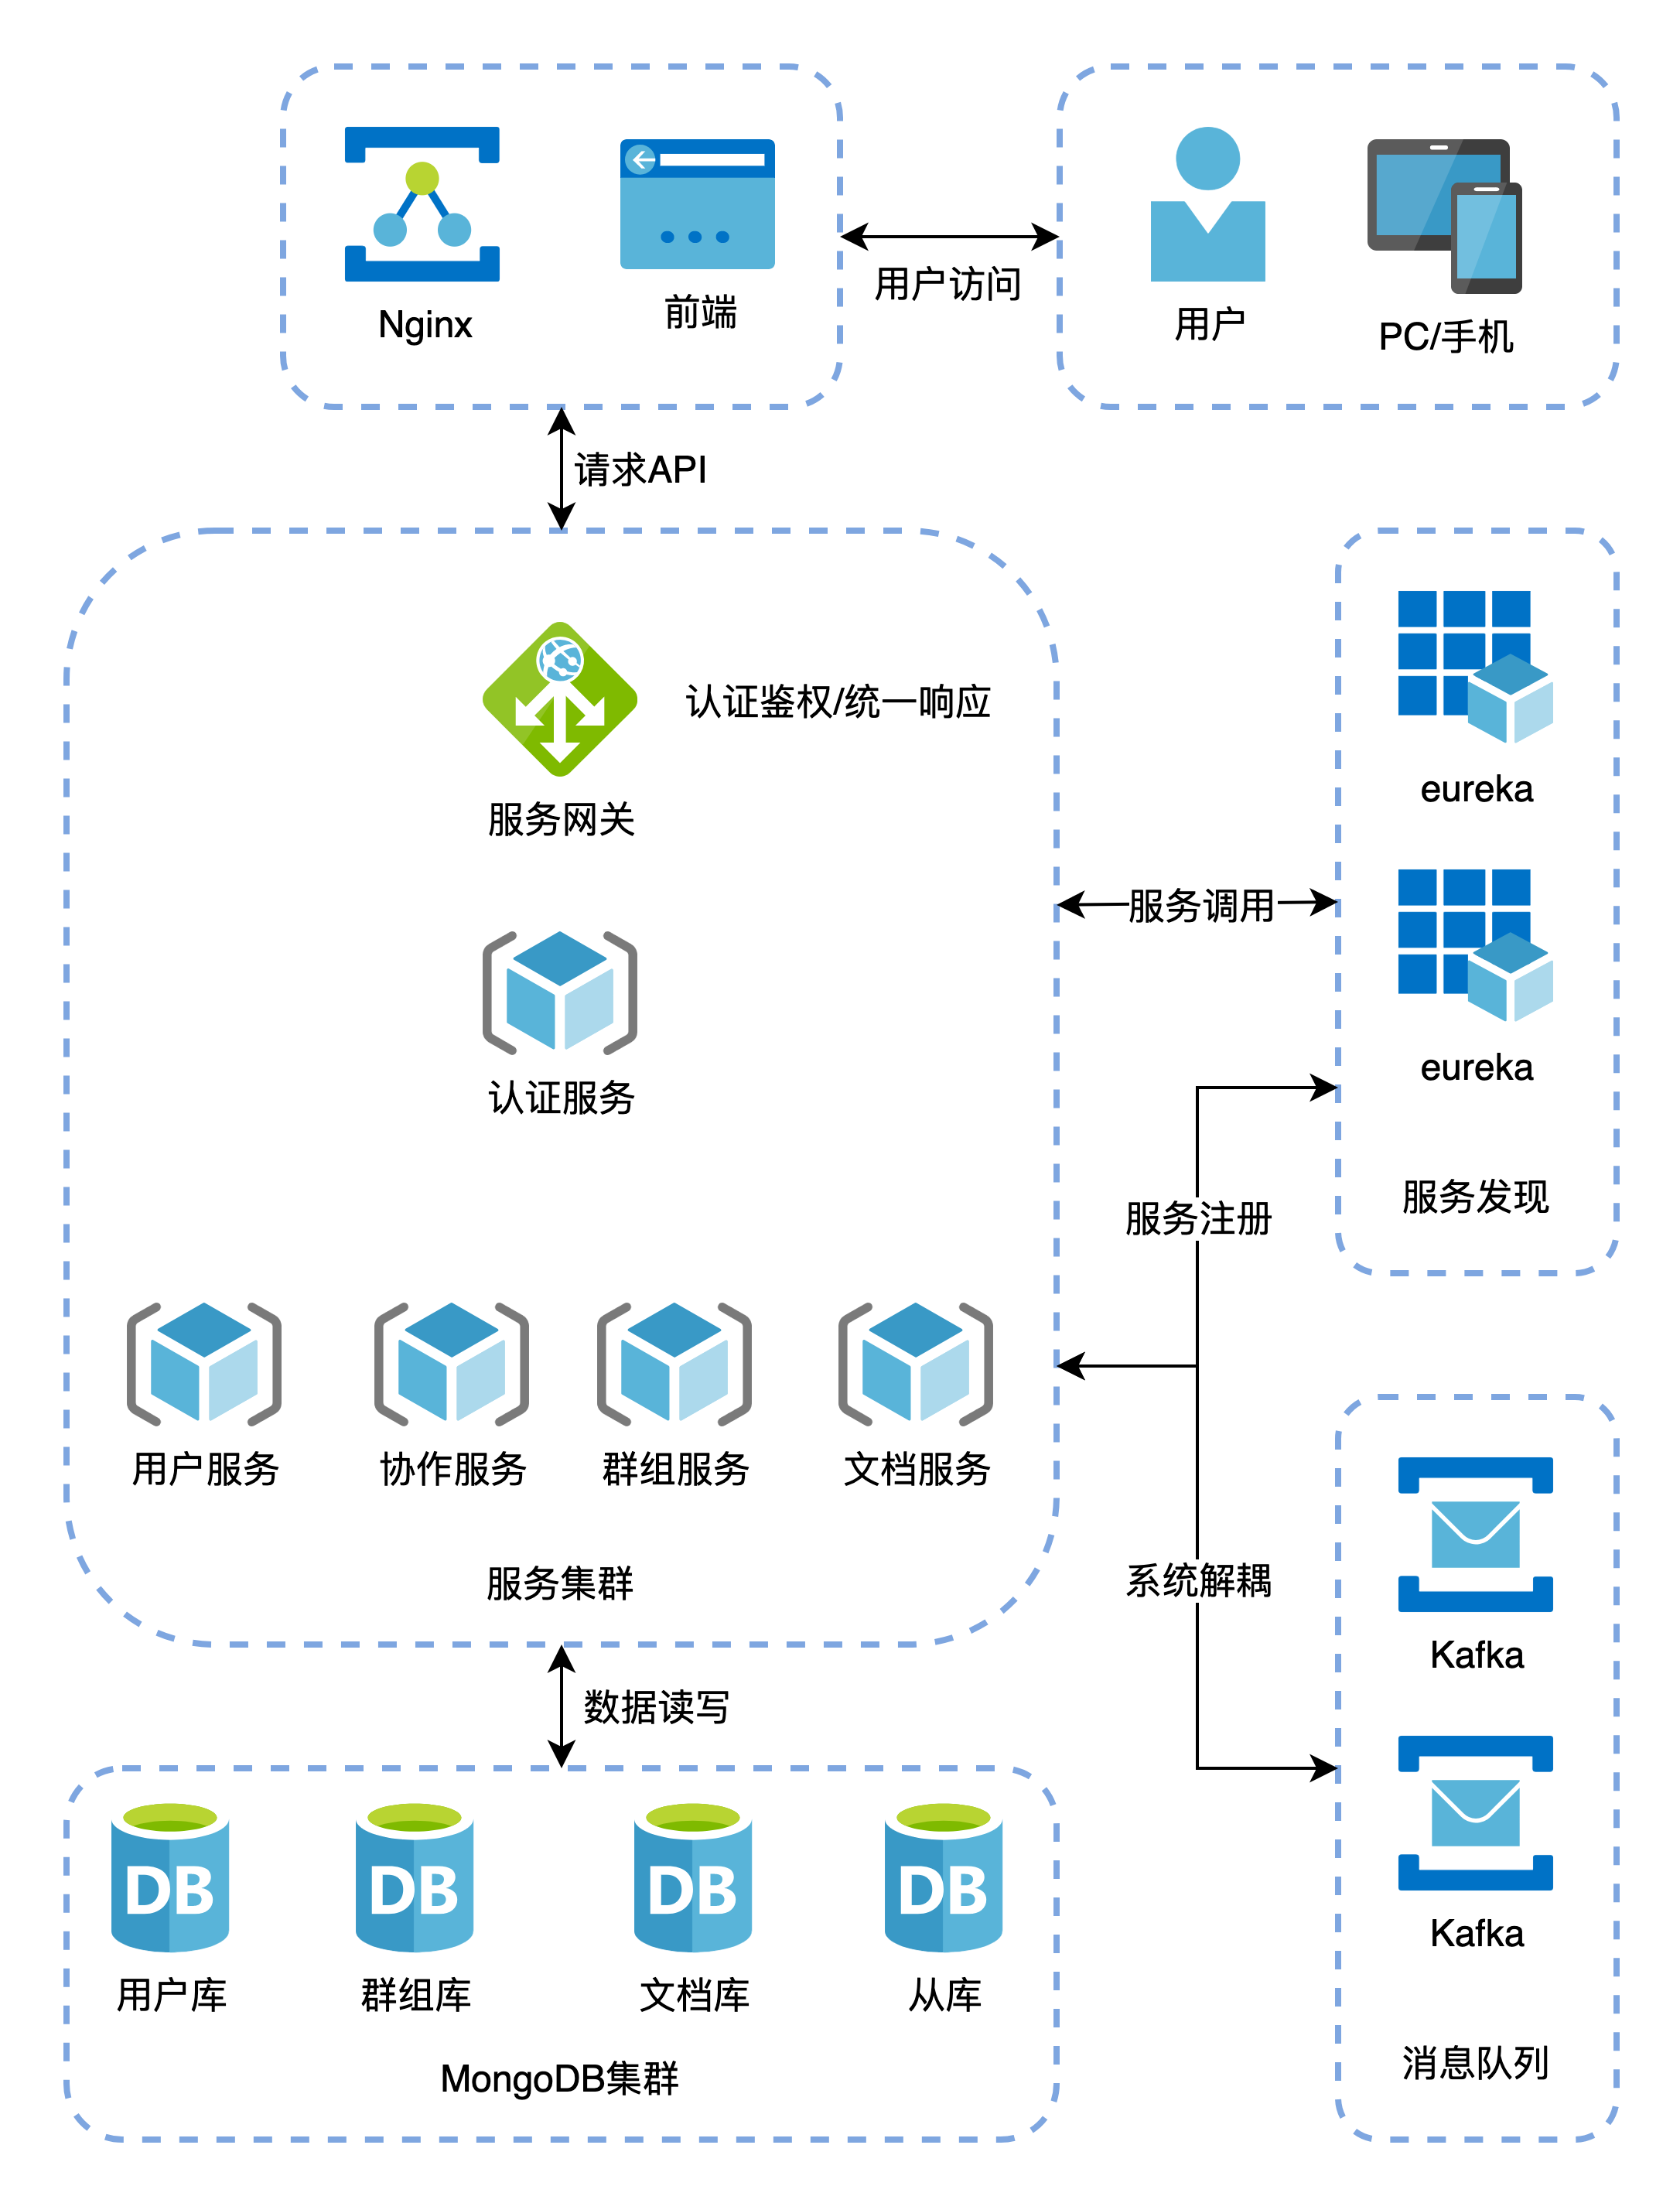 Nginx
前端
用户访问
用户
PC/手机
请求API
认证鉴权/统一响应
服务网关
认证服务
用户服务
协作服务
群组服务
文档服务
服务集群
服务调用
eureka
eureka
服务发现
服务注册
系统解耦
Kafka
Kafka
消息队列
数据读写
DB
DB
DB
DB
用户库
群组库
文档库
从库
MongoDB集群